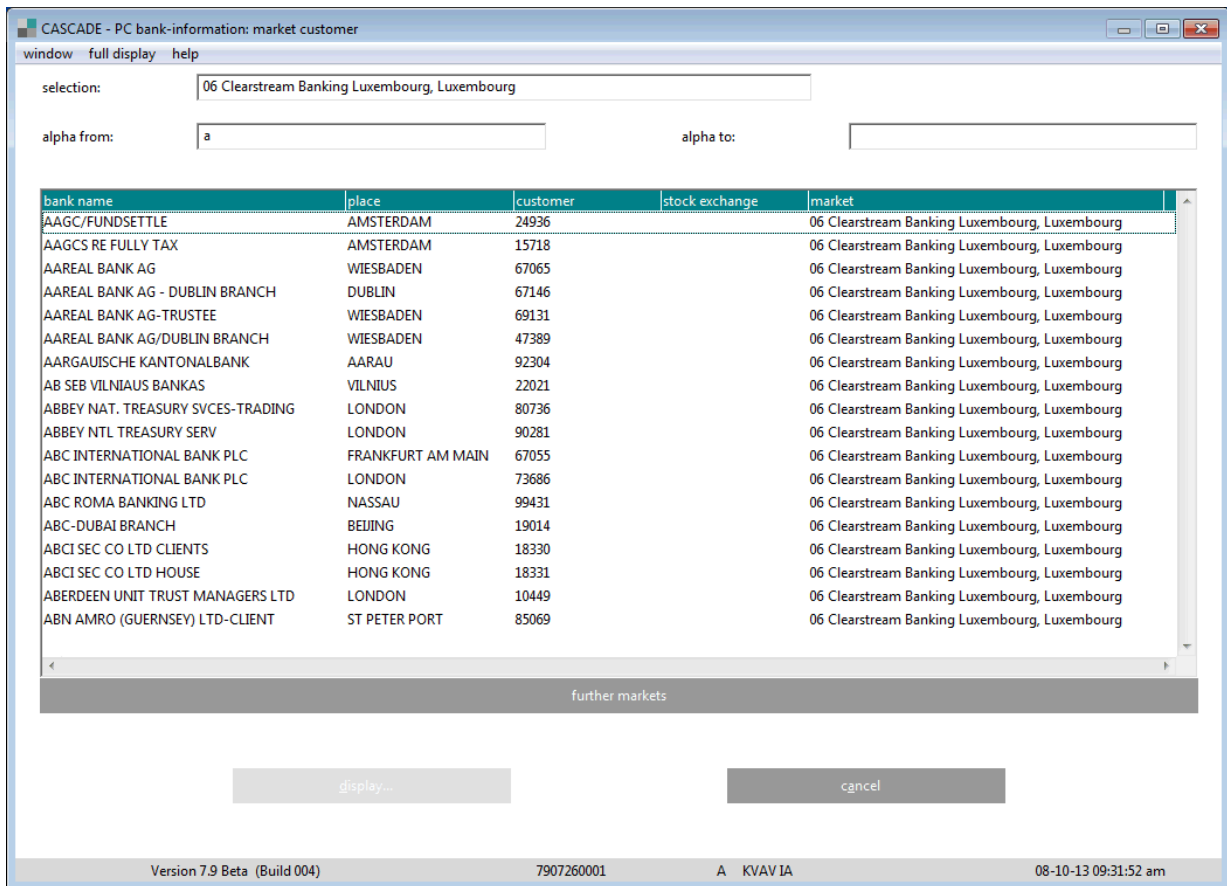 CASCADE - PC bank-information: market customer
window full display help
selection: 06 Clearstream Banking Luxembourg, Luxembourg
alpha from: a alpha to:
bank name place customer stock exchange market
AAGC/FUNDSETTLE AMSTERDAM 24936 06 Clearstream Banking Luxembourg, Luxembourg
AAGCS RE FULLY TAX AMSTERDAM 15718 06 Clearstream Banking Luxembourg, Luxembourg
AAREAL BANK AG WIESBADEN 67065 06 Clearstream Banking Luxembourg, Luxembourg
AAREAL BANK AG - DUBLIN BRANCH DUBLIN 67146 06 Clearstream Banking Luxembourg, Luxembourg
AAREAL BANK AG-TRUSTEE WIESBADEN 69131 06 Clearstream Banking Luxembourg, Luxembourg
AAREAL BANK AG/DUBLIN BRANCH WIESBADEN 47389 06 Clearstream Banking Luxembourg, Luxembourg
AARGAUISCHE KANTONALBANK AARAU 92304 06 Clearstream Banking Luxembourg, Luxembourg
AB SEB VILNIAUS BANKAS VILNIUS 22021 06 Clearstream Banking Luxembourg, Luxembourg
ABBEY NAT. TREASURY SVCES-TRADING LONDON 80736 06 Clearstream Banking Luxembourg, Luxembourg
ABBEY NTL TREASURY SERV LONDON 90281 06 Clearstream Banking Luxembourg, Luxembourg
ABC INTERNATIONAL BANK PLC FRANKFURT AM MAIN 67055 06 Clearstream Banking Luxembourg, Luxembourg
ABC INTERNATIONAL BANK PLC LONDON 73686 06 Clearstream Banking Luxembourg, Luxembourg
ABC ROMA BANKING LTD NASSAU 99431 06 Clearstream Banking Luxembourg, Luxembourg
ABC-DUBAI BRANCH BEIJING 19014 06 Clearstream Banking Luxembourg, Luxembourg
ABCI SEC CO LTD CLIENTS HONG KONG 18330 06 Clearstream Banking Luxembourg, Luxembourg
ABCI SEC CO LTD HOUSE HONG KONG 18331 06 Clearstream Banking Luxembourg, Luxembourg
ABERDEEN UNIT TRUST MANAGERS LTD LONDON 10449 06 Clearstream Banking Luxembourg, Luxembourg
ABN AMRO (GUERNSEY) LTD-CLIENT ST PETER PORT 85069 06 Clearstream Banking Luxembourg, Luxembourg
further markets
display... cancel
Version 7.9 Beta (Build 004) 7907260001 A KVAV IA 08-10-13 09:31:52 am